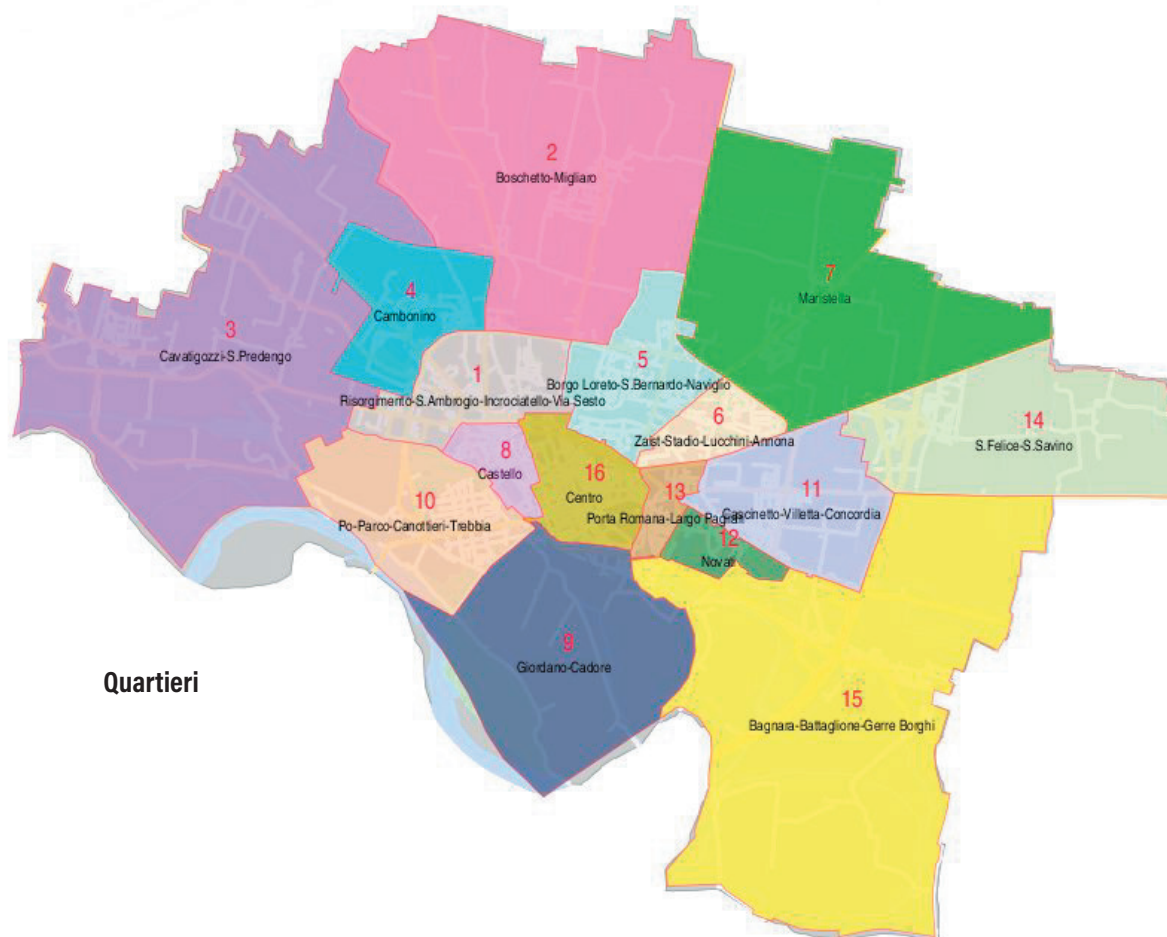 2
Boschetto-Migliaro
7
Maristella
4
Cambonino
3
Cavatigozzi-S.Predengo
5
Borgo Loreto-S.Bernardo-Naviglio
1
Risorgimento-S.Ambrogio-Incrociatello-Via Sesto
6
Zaist-Stadio-Lucchini-Annona
14
S.Felice-S.Savino
8
Castello
16
Centro
13
Porta Romana-Largo Pagliari
11
Cascinetto-Villetta-Concordia
10
Po-Parco-Canottieri-Trebbia
12
Novati
9
Giordano-Cadore
Quartieri
15
Bagnara-Battaglione-Gerre Borghi